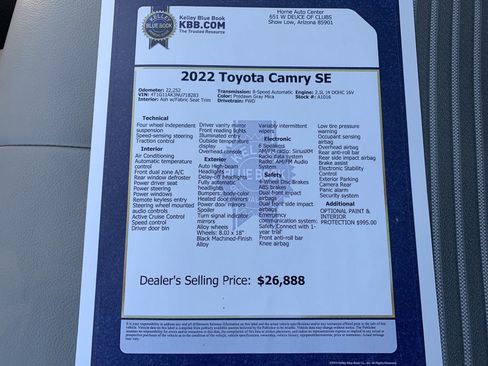 Kelley Blue Book
KBB.COM
The Trusted Resource
Home Auto Center
651 W DEUCE OF CLUBS
Show Low, Arizona 85901
2022 Toyota Camry SE
Odometer: 22,252
VIN: 4T1G11AK3NU718283
Interior: Ash w/Fabric Seat Trim
Transmission: 8-Speed Automatic
Color: Predawn Gray Mica
Drivetrain: FWD
Engine: 2.5L I4 DOHC 16V
Stock #: A1016
Technical
Four wheel independent
suspension
Speed-sensing steering
Traction control
Interior
Air Conditioning
Automatic temperature
control
Front dual zone A/C
Rear window defroster
Power driver seat
Power steering
Power windows
Remote keyless entry
Steering wheel mounted
audio controls
Active Cruise Control
Speed control
Driver door bin
Driver vanity mirror
Front reading lights
Illuminated entry
Outside temperature
display
Overhead console
Exterior
Auto High-beam
Headlights
Delay-off headlights
Fully automatic
headlights
Bumpers: body-color
Heated door mirrors
Power door mirrors
Spoiler
Turn signal indicator
mirrors
Alloy wheels
Wheels: 8.0J x 18"
Black Machined-Finish
Alloy
Variably intermittent
wipers
Electronic
6 Speakers
AM/FM radio: SiriusXM
Radio data system
Radio: AM/FM Audio
System
Safety
4 Wheel Disc Brakes
ABS brakes
Dual front impact
airbags
Dual front side impact
airbags
Emergency
communication system:
Safety Connect with 1-
year trial
Front anti-roll bar
Knee airbag
Low tire pressure
warning
Occupant sensing
airbag
Overhead airbag
Rear anti-roll bar
Rear side impact airbag
Brake assist
Electronic Stability
Control
Exterior Parking
Camera Rear
Panic alarm
Security system
Additional
OPTIONAL PAINT &
INTERIOR
PROTECTION $995.00
Dealer's Selling Price: $26,888